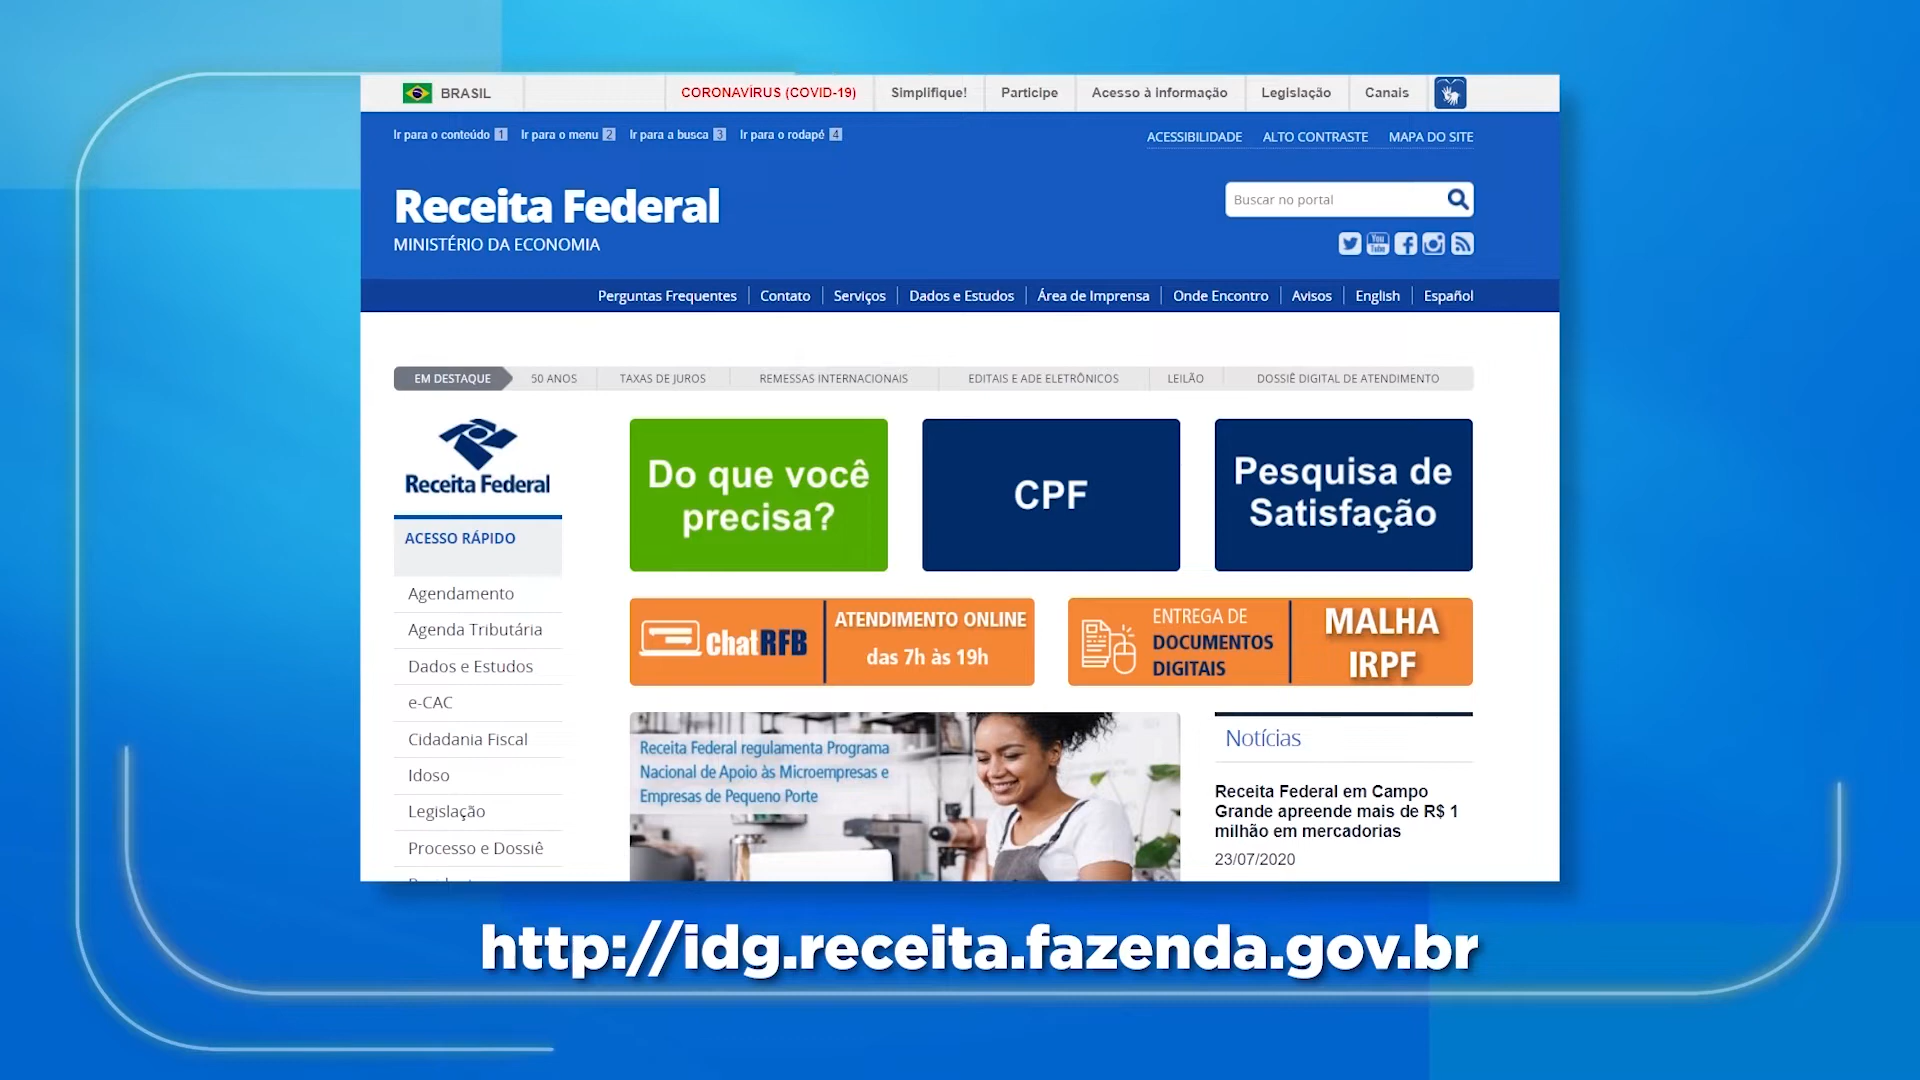 BRASIL
CORONAVÍRUS (COVID-19)
Simplifique!
Participe
Acesso à informação
Legislação
Canais
Ir para o conteúdo 1
Ir para o menu 2
Ir para a busca 3
Ir para o rodapé 4
ACESSIBILIDADE
ALTO CONTRASTE
MAPA DO SITE
Receita Federal
MINISTÉRIO DA ECONOMIA
Buscar no portal
You
Tube
Perguntas Frequentes
Contato
Serviços
Dados e Estudos
Área de Imprensa
Onde Encontro
Avisos
English
Español
EM DESTAQUE
50 ANOS
TAXAS DE JUROS
REMESSAS INTERNACIONAIS
EDITAIS E ADE ELETRÔNICOS
LEILÃO
DOSSIÊ DIGITAL DE ATENDIMENTO
Receita Federal
ACESSO RÁPIDO
Agendamento
Agenda Tributária
Dados e Estudos
e-CAC
Cidadania Fiscal
Idoso
Legislação
Processo e Dossiê
Do que você
precisa?
CPF
Pesquisa de
Satisfação
chatRFB
ATENDIMENTO ONLINE
das 7h às 19h
ENTREGA DE
DOCUMENTOS
DIGITAIS
MALHA
IRPF
Receita Federal regulamenta Programa
Nacional de Apoio às Microempresas e
Empresas de Pequeno Porte
Notícias
Receita Federal em Campo
Grande apreende mais de R$ 1
milhão em mercadorias
23/07/2020
http://idg.receita.fazenda.gov.br